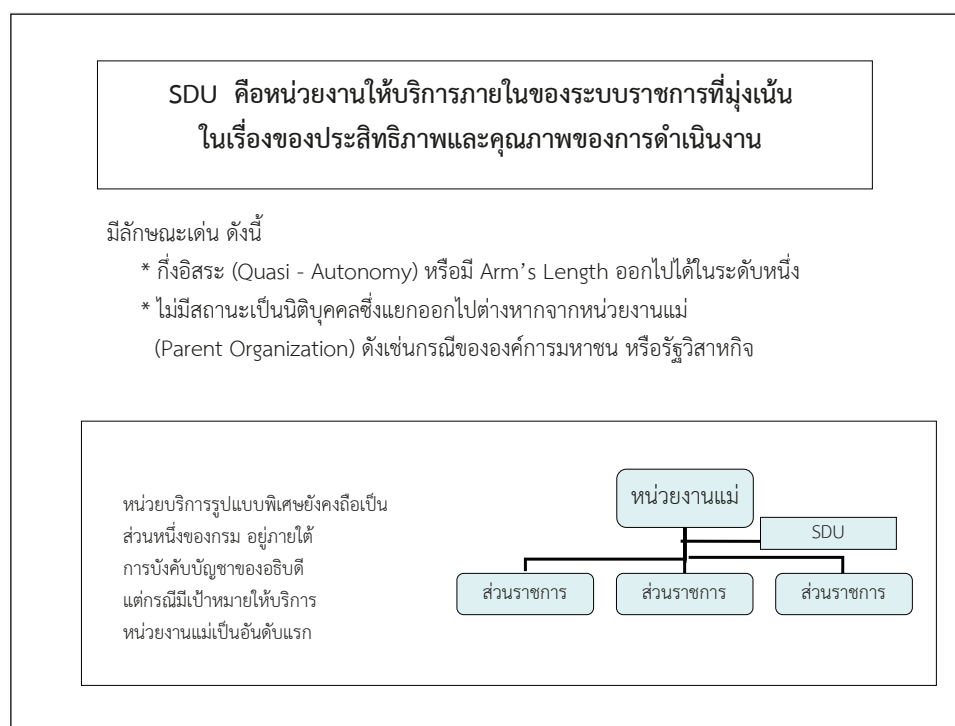 SDU คือหน่วยงานให้บริการภายในของระบบราชการที่มุ่งเน้น
ในเรื่องของประสิทธิภาพและคุณภาพของการดำเนินงาน
มีลักษณะเด่น ดังนี้
* กึ่งอิสระ (Quasi - Autonomy) หรือมี Arm’s Length ออกไปได้ในระดับหนึ่ง
* ไม่มีสถานะเป็นนิติบุคคลซึ่งแยกออกไปต่างหากจากหน่วยงานแม่
(Parent Organization) ดังเช่นกรณีขององค์การมหาชน หรือรัฐวิสาหกิจ
หน่วยบริการรูปแบบพิเศษยังคงถือเป็น
ส่วนหนึ่งของกรม อยู่ภายใต้
การบังคับบัญชาของอธิบดี
แต่กรณีมีเป้าหมายให้บริการ
หน่วยงานแม่เป็นอันดับแรก
หน่วยงานแม่
SDU
ส่วนราชการ
ส่วนราชการ
ส่วนราชการ